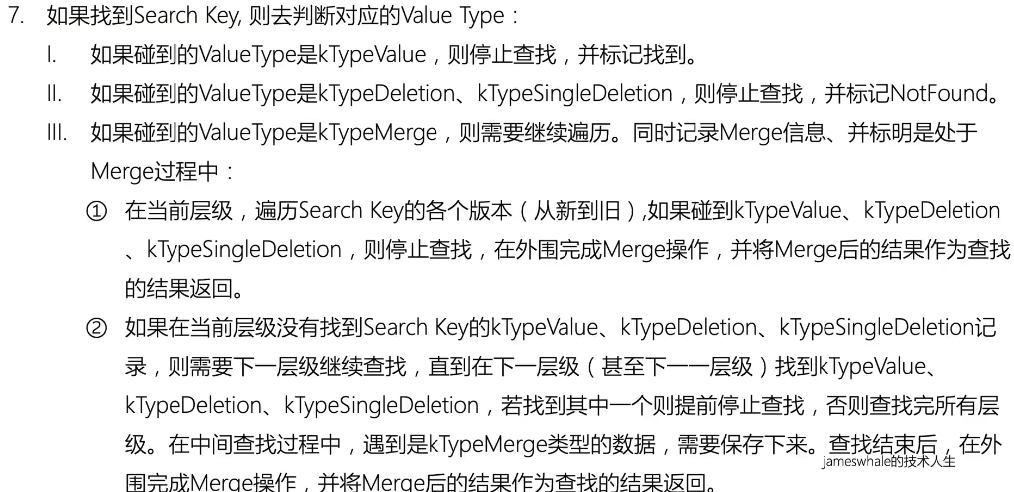 7. 如果找到Search Key, 则去判断对应的Value Type：
I. 如果碰到的ValueType是kTypeValue，则停止查找，并标记找到。
II. 如果碰到的ValueType是kTypeDeletion、kTypeSingleDeletion，则停止查找，并标记NotFound。
III. 如果碰到的ValueType是kTypeMerge，则需要继续遍历。同时记录Merge信息、并标明是处于
Merge过程中：
① 在当前层级，遍历Search Key的各个版本（从新到旧）,如果碰到kTypeValue、kTypeDeletion
、kTypeSingleDeletion，则停止查找，在外围完成Merge操作，并将Merge后的结果作为查找
的结果返回。
② 如果在当前层级没有找到Search Key的kTypeValue、kTypeDeletion、kTypeSingleDeletion记
录，则需要下一层级继续查找，直到在下一层级（甚至下一一层级）找到kTypeValue、
kTypeDeletion、kTypeSingleDeletion，若找到其中一个则提前停止查找，否则查找完所有层
级。在中间查找过程中，遇到是kTypeMerge类型的数据，需要保存下来。查找结束后，在外
围完成Merge操作，并将Merge后的结果作为查找的结果返回。
jameswhale的技术人生